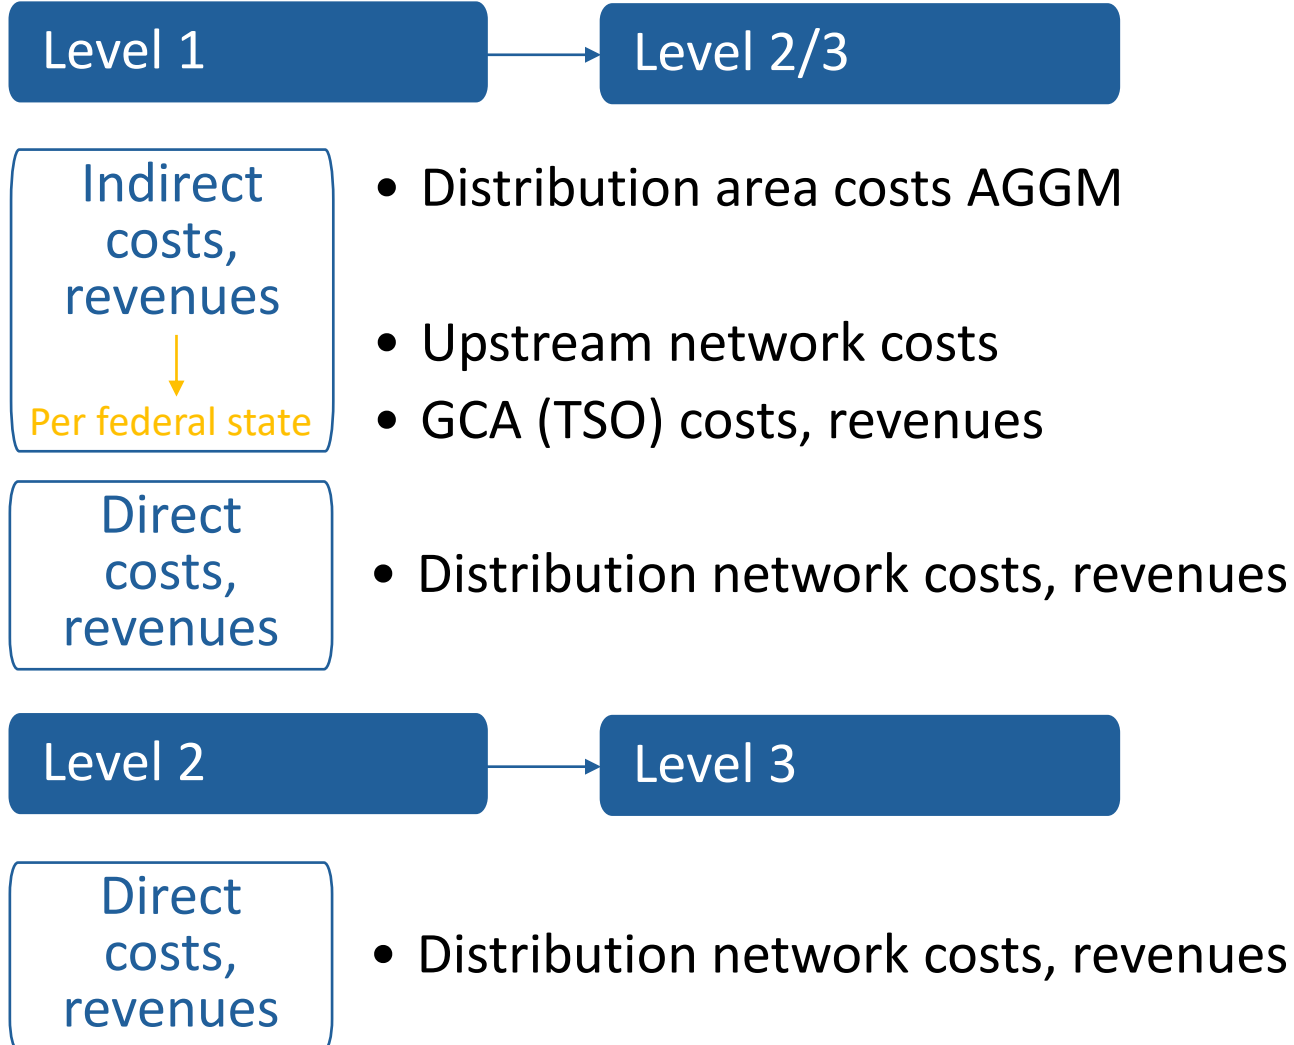 Level 1
Level 2/3
Indirect
costs,
revenues
Per federal state
• Distribution area costs AGGM
• Upstream network costs
• GCA (TSO) costs, revenues
Direct
costs,
revenues
• Distribution network costs, revenues
Level 2
Level 3
Direct
costs,
revenues
• Distribution network costs, revenues